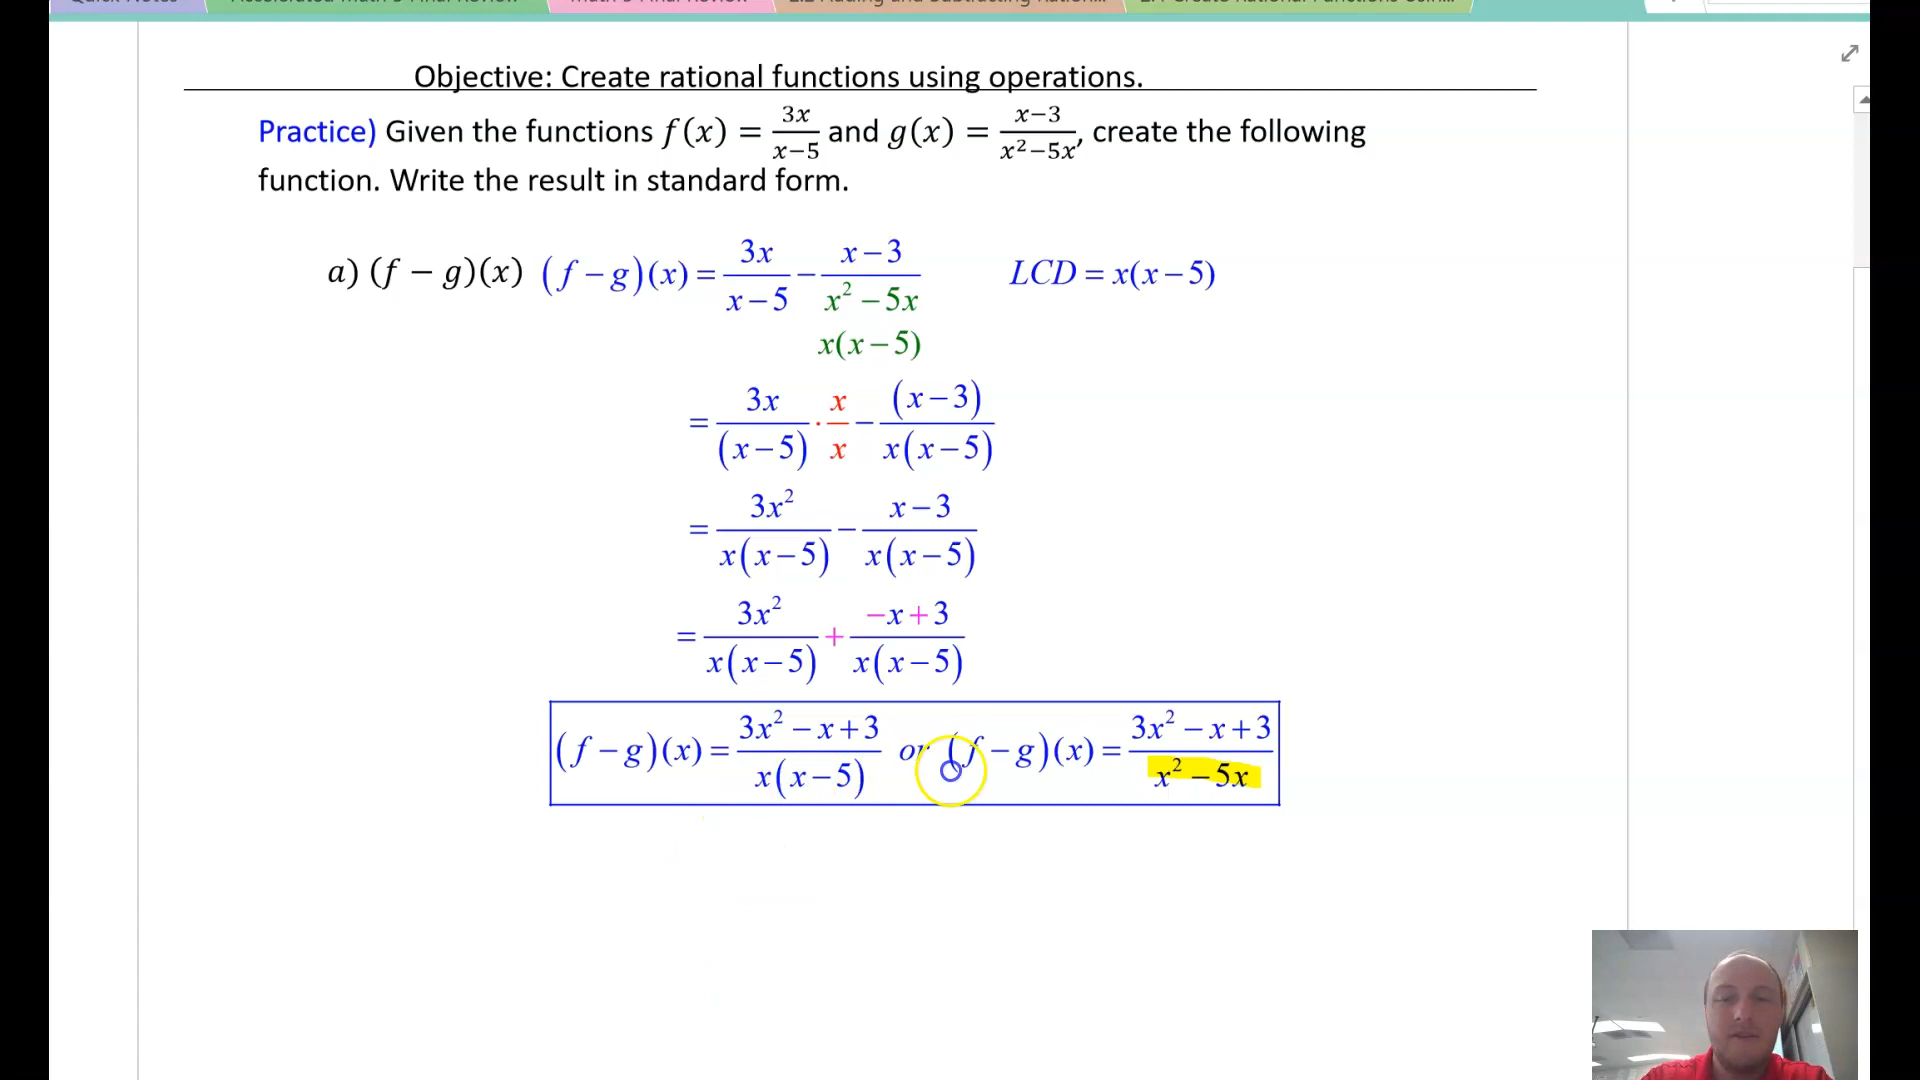 Objective: Create rational functions using operations.
Practice) Given the functions f(x) = 3x/(x−5) and g(x) = (x−3)/(x²−5x), create the following
function. Write the result in standard form.
a) (f − g)(x) (f − g)(x) = 3x/(x−5) − (x−3)/(x²−5x) LCD = x(x−5)
x(x−5)
= 3x/(x−5) · x/x − (x−3)/(x(x−5))
= 3x²/(x(x−5)) − (x−3)/(x(x−5))
= 3x²/(x(x−5)) + (−x+3)/(x(x−5))
(f − g)(x) = (3x²−x+3)/(x(x−5)) or (f − g)(x) = (3x²−x+3)/(x²−5x)